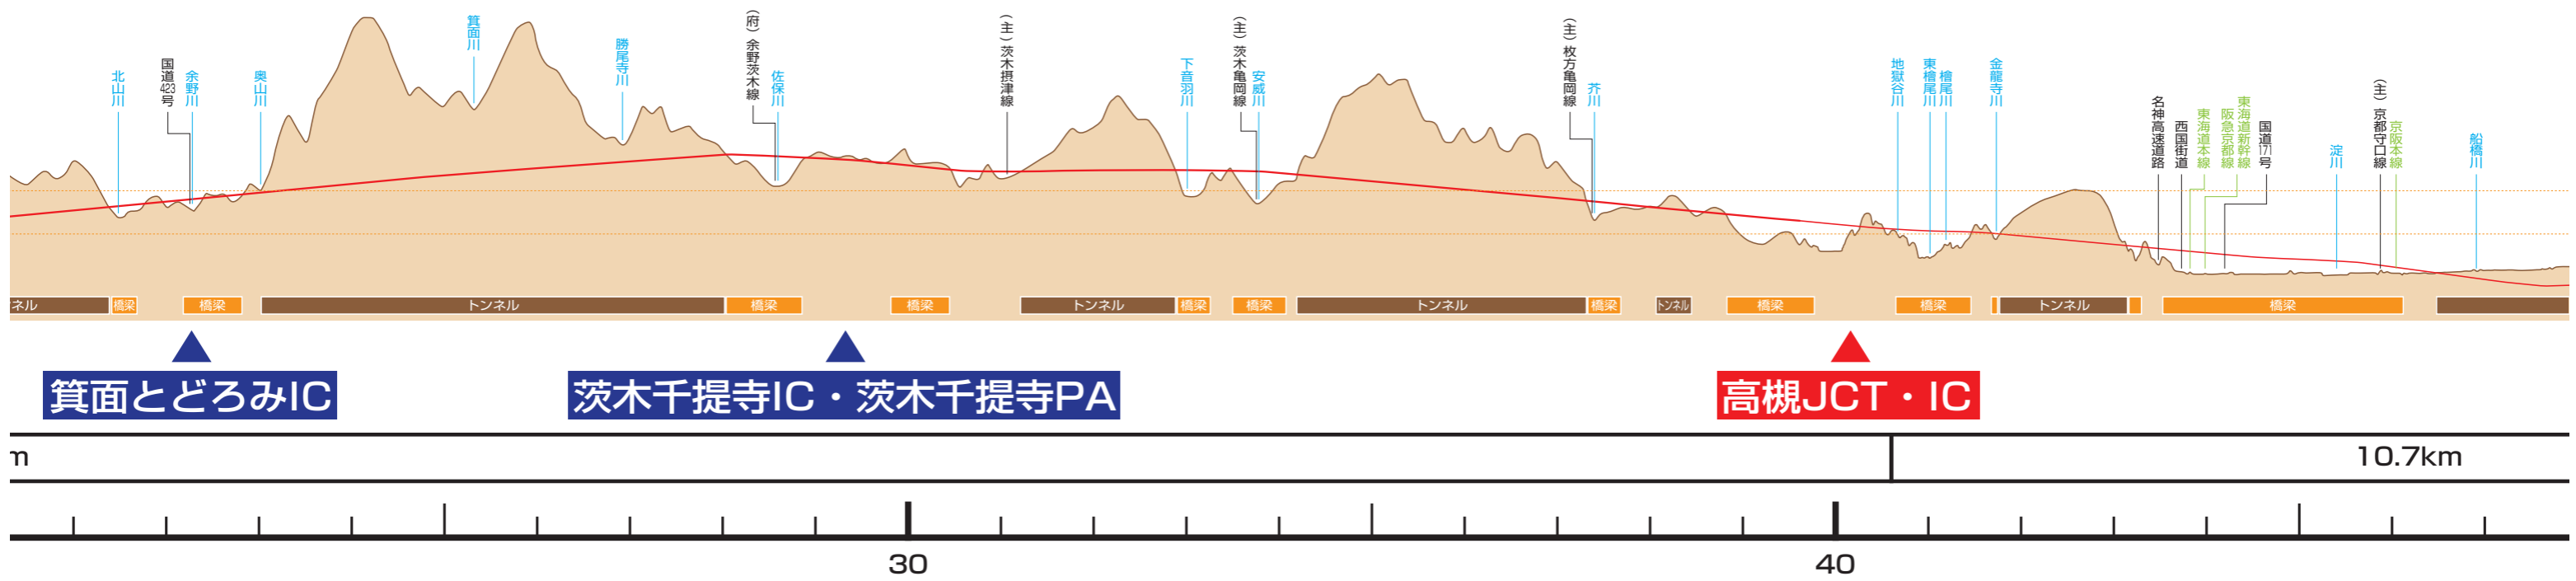 北山川
国道423号
余野川
奥山川
箕面川
勝尾寺川
（府）余野茨木線
佐保川
（主）茨木摂津線
下音羽川
（主）茨木亀岡線
安威川
（主）枚方亀岡線
芥川
地獄谷川
東檜尾川
檜尾川
金龍寺川
名神高速道路
西国街道
東海道本線
阪急京都線
東海道新幹線
国道171号
淀川
（主）京都守口線
京阪本線
船橋川
ネル
橋梁
橋梁
トンネル
橋梁
橋梁
トンネル
橋梁
橋梁
トンネル
橋梁
トンネル
橋梁
橋梁
トンネル
橋梁
箕面とどろみIC
茨木千提寺IC・茨木千提寺PA
高槻JCT・IC
m
10.7km
30
40